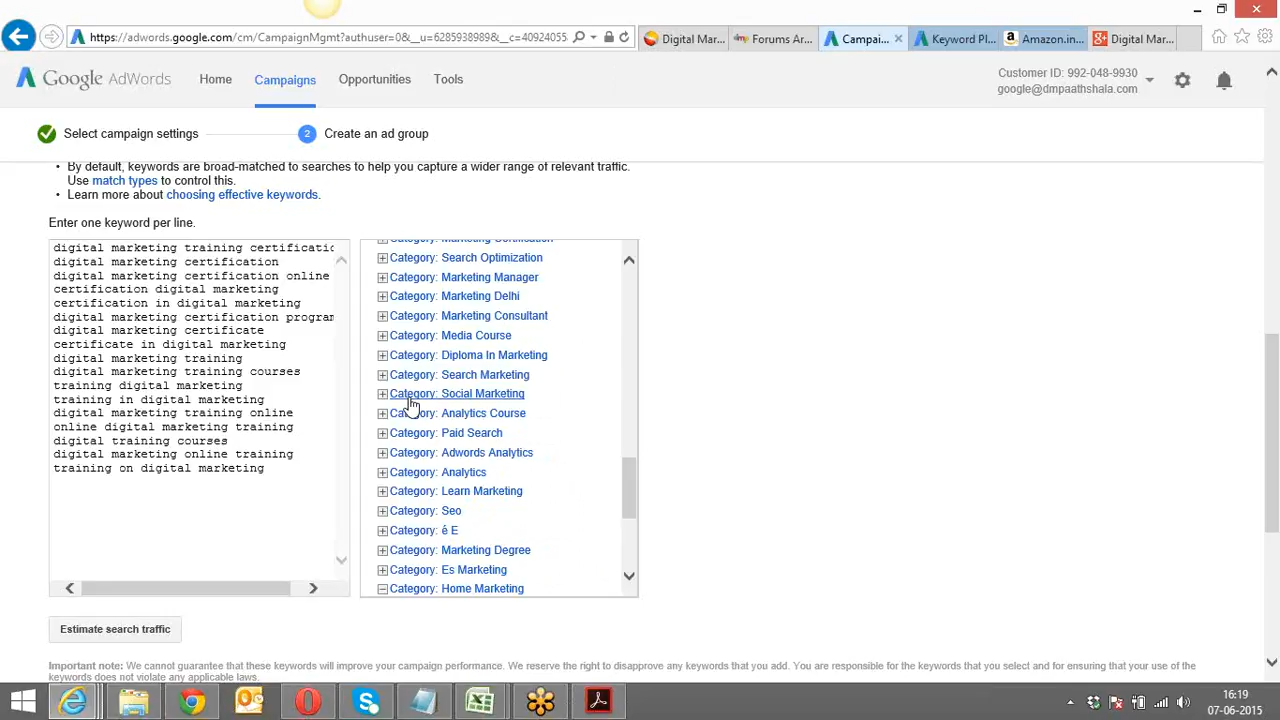 https://adwords.google.com/cm/CampaignMgmt?authuser=0&__u=6285938989&__c=40924055
Digital Mar...
Forums Ar...
Campai...
Keyword Pl...
Amazon.in...
Digital Mar...
Google AdWords
Home
Campaigns
Opportunities
Tools
Customer ID: 992-048-9930
google@dmpaathshala.com
Select campaign settings
2
Create an ad group
• By default, keywords are broad-matched to searches to help you capture a wider range of relevant traffic.
Use match types to control this.
• Learn more about choosing effective keywords.
Enter one keyword per line.
digital marketing training certificatio
digital marketing certification
digital marketing certification online
certification digital marketing
certification in digital marketing
digital marketing certification program
digital marketing certificate
certificate in digital marketing
digital marketing training
digital marketing training courses
training digital marketing
training in digital marketing
digital marketing training online
online digital marketing training
digital training courses
digital marketing online training
training on digital marketing
Category: Marketing Certification
Category: Search Optimization
Category: Marketing Manager
Category: Marketing Delhi
Category: Marketing Consultant
Category: Media Course
Category: Diploma In Marketing
Category: Search Marketing
Category: Social Marketing
Category: Analytics Course
Category: Paid Search
Category: Adwords Analytics
Category: Analytics
Category: Learn Marketing
Category: Seo
Category: é E
Category: Marketing Degree
Category: Es Marketing
Category: Home Marketing
Estimate search traffic
Important note: We cannot guarantee that these keywords will improve your campaign performance. We reserve the right to disapprove any keywords that you add. You are responsible for the keywords that you select and for ensuring that your use of the
keywords does not violate any applicable laws.
16:19
07-06-2015